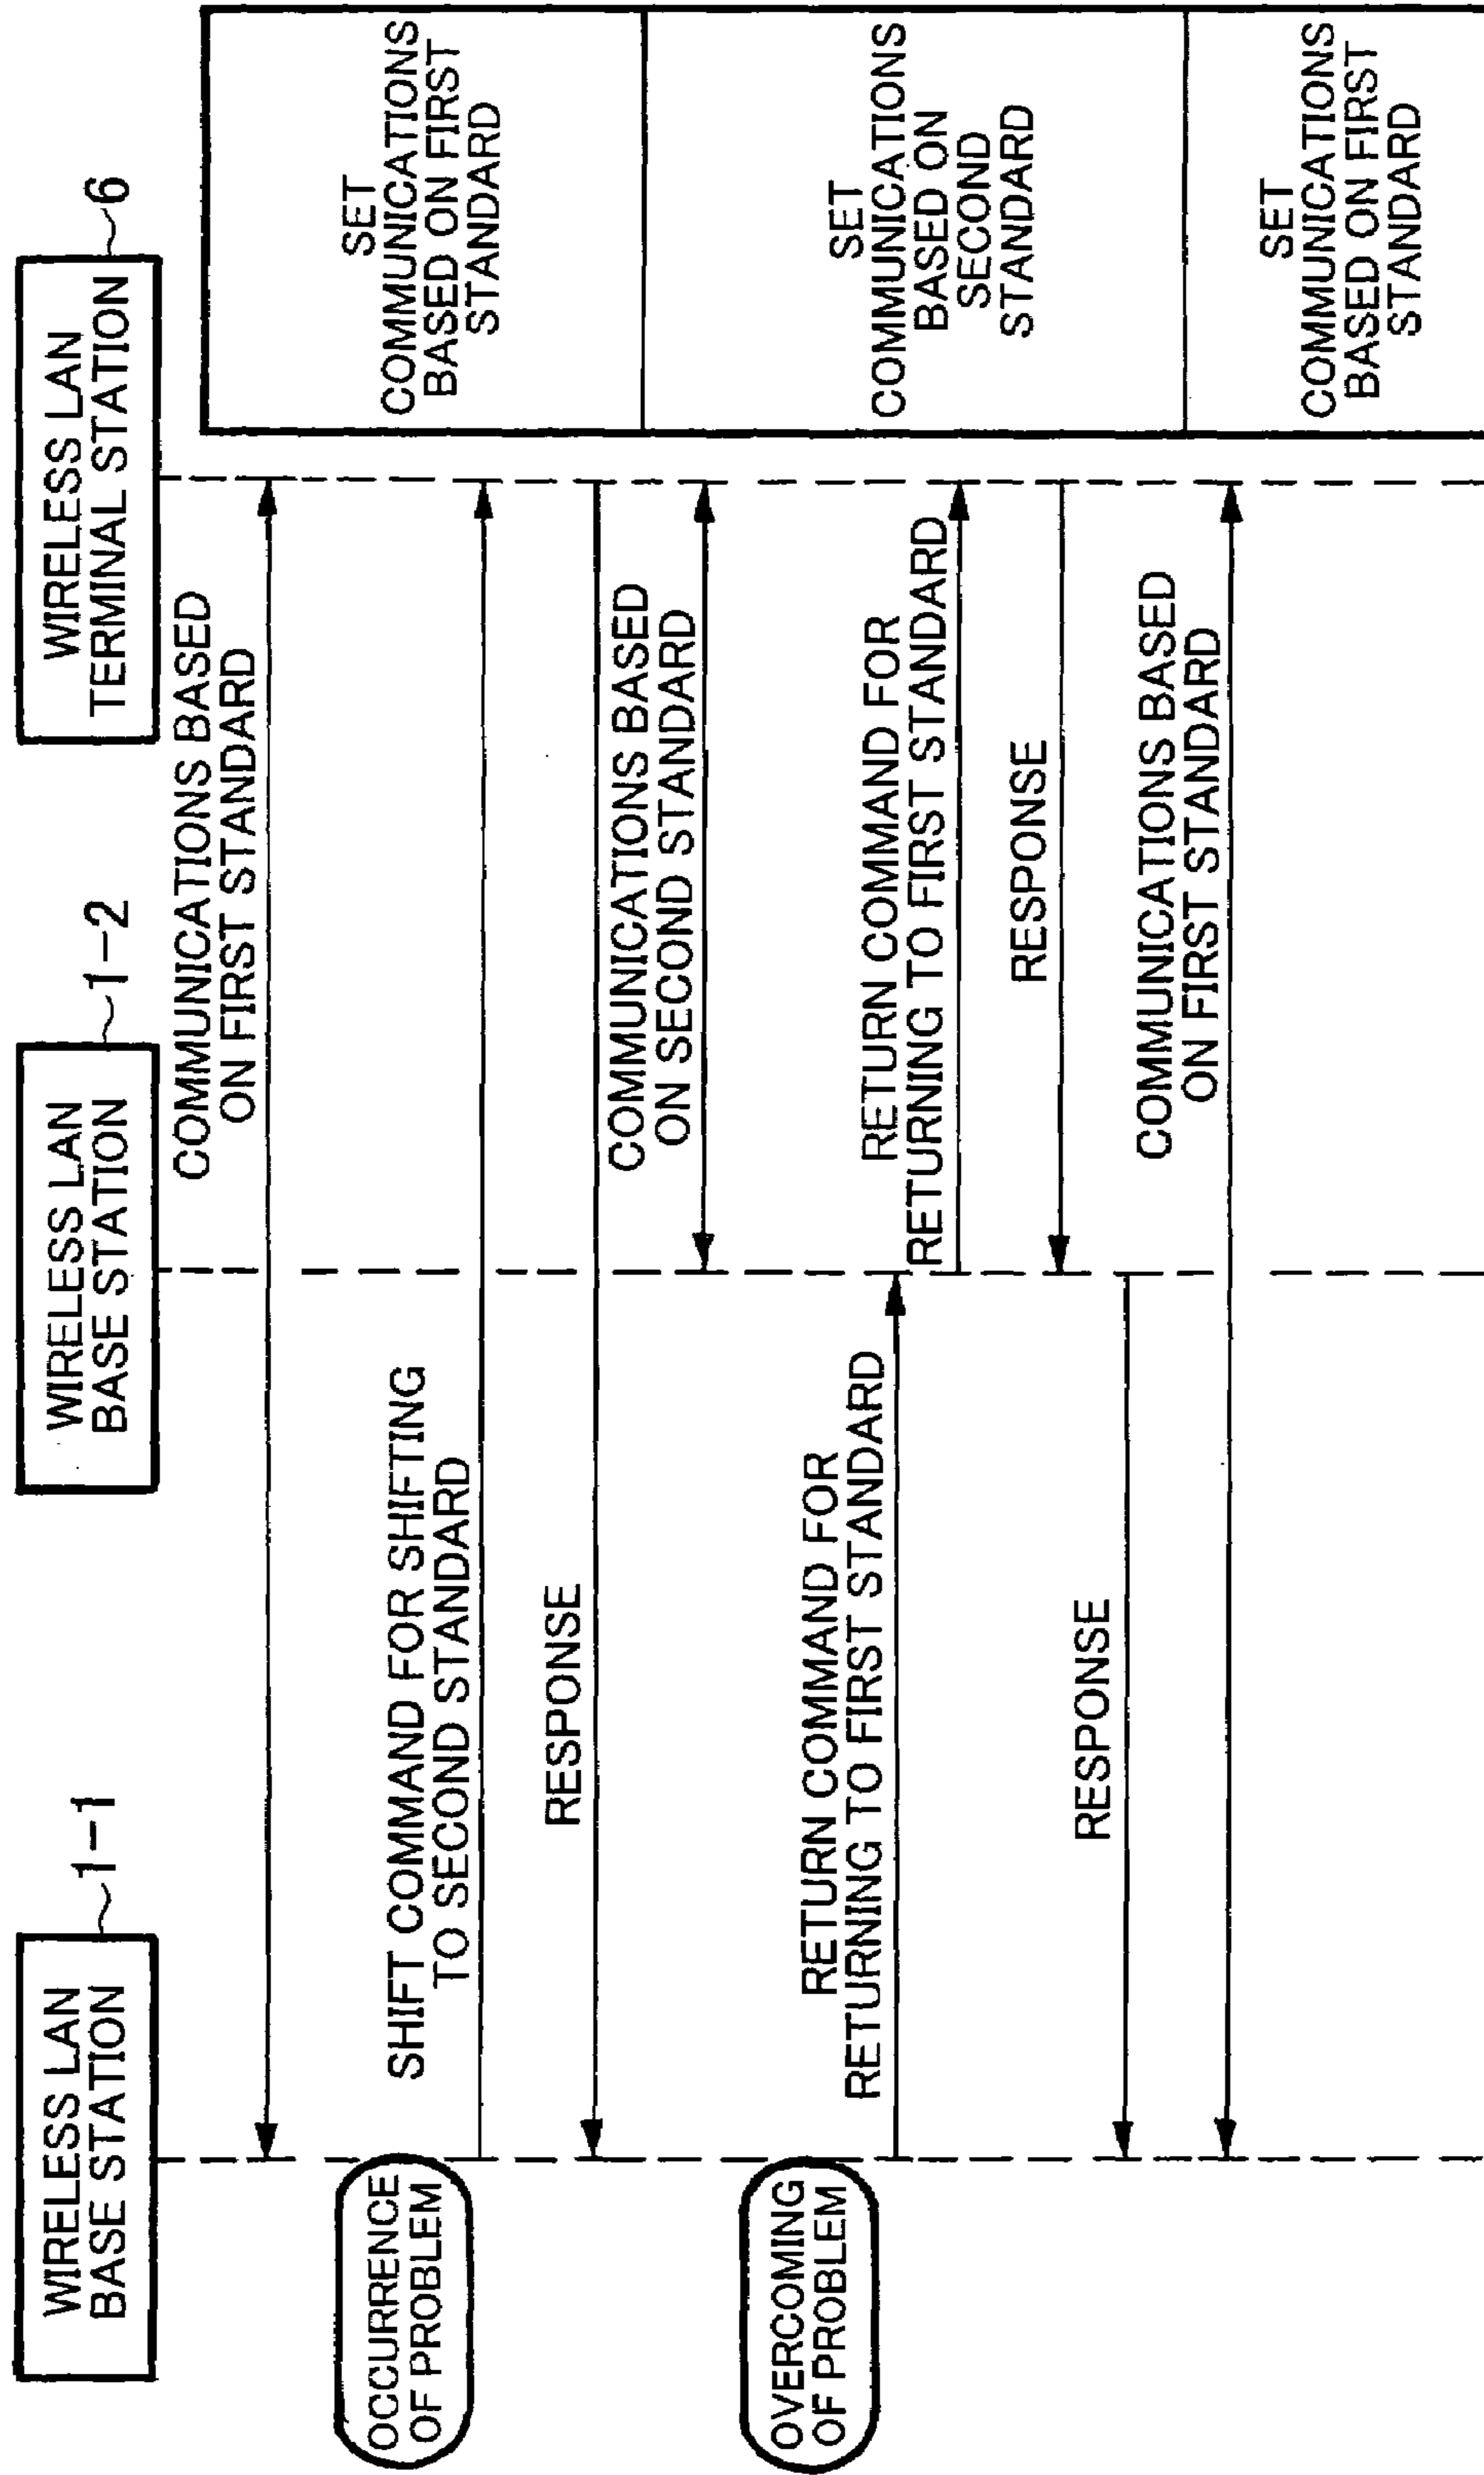 WIRELESS LAN
BASE STATION
1-1
WIRELESS LAN
BASE STATION
1-2
WIRELESS LAN
TERMINAL STATION
6
COMMUNICATIONS BASED
ON FIRST STANDARD
SET
COMMUNICATIONS
BASED ON FIRST
STANDARD
OCCURRENCE
OF PROBLEM
SHIFT COMMAND FOR SHIFTING
TO SECOND STANDARD
RESPONSE
COMMUNICATIONS BASED
ON SECOND STANDARD
SET
COMMUNICATIONS
BASED ON
SECOND
STANDARD
OVERCOMING
OF PROBLEM
RETURN COMMAND FOR
RETURNING TO FIRST STANDARD
RETURN COMMAND FOR
RETURNING TO FIRST STANDARD
RESPONSE
RESPONSE
COMMUNICATIONS BASED
ON FIRST STANDARD
SET
COMMUNICATIONS
BASED ON FIRST
STANDARD